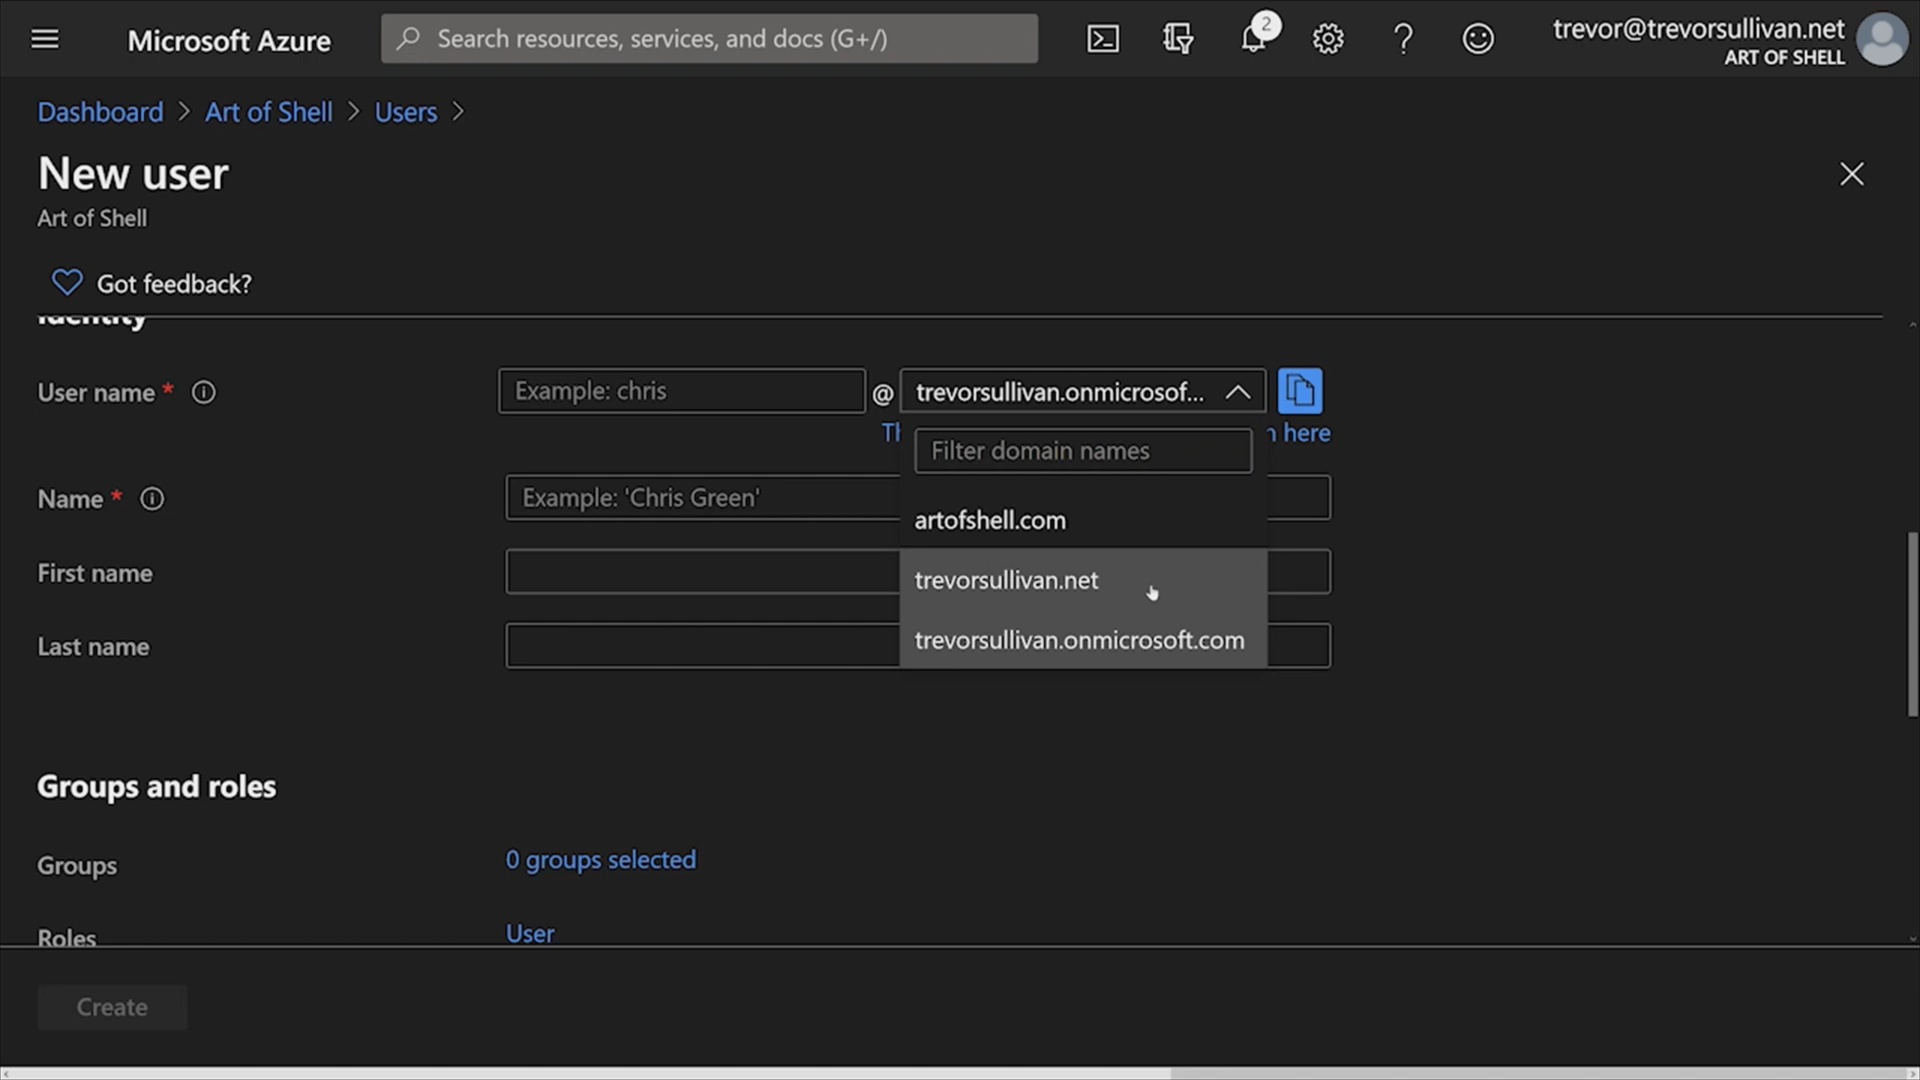 Microsoft Azure
Search resources, services, and docs (G+/)
2
trevor@trevorsullivan.net
ART OF SHELL
Dashboard > Art of Shell > Users >
New user
Art of Shell
Got feedback?
Identity
User name *
Example: chris
@
trevorsullivan.onmicrosof...
here
Filter domain names
Name *
Example: 'Chris Green'
artofshell.com
First name
trevorsullivan.net
Last name
trevorsullivan.onmicrosoft.com
Groups and roles
Groups
0 groups selected
Roles
User
Create